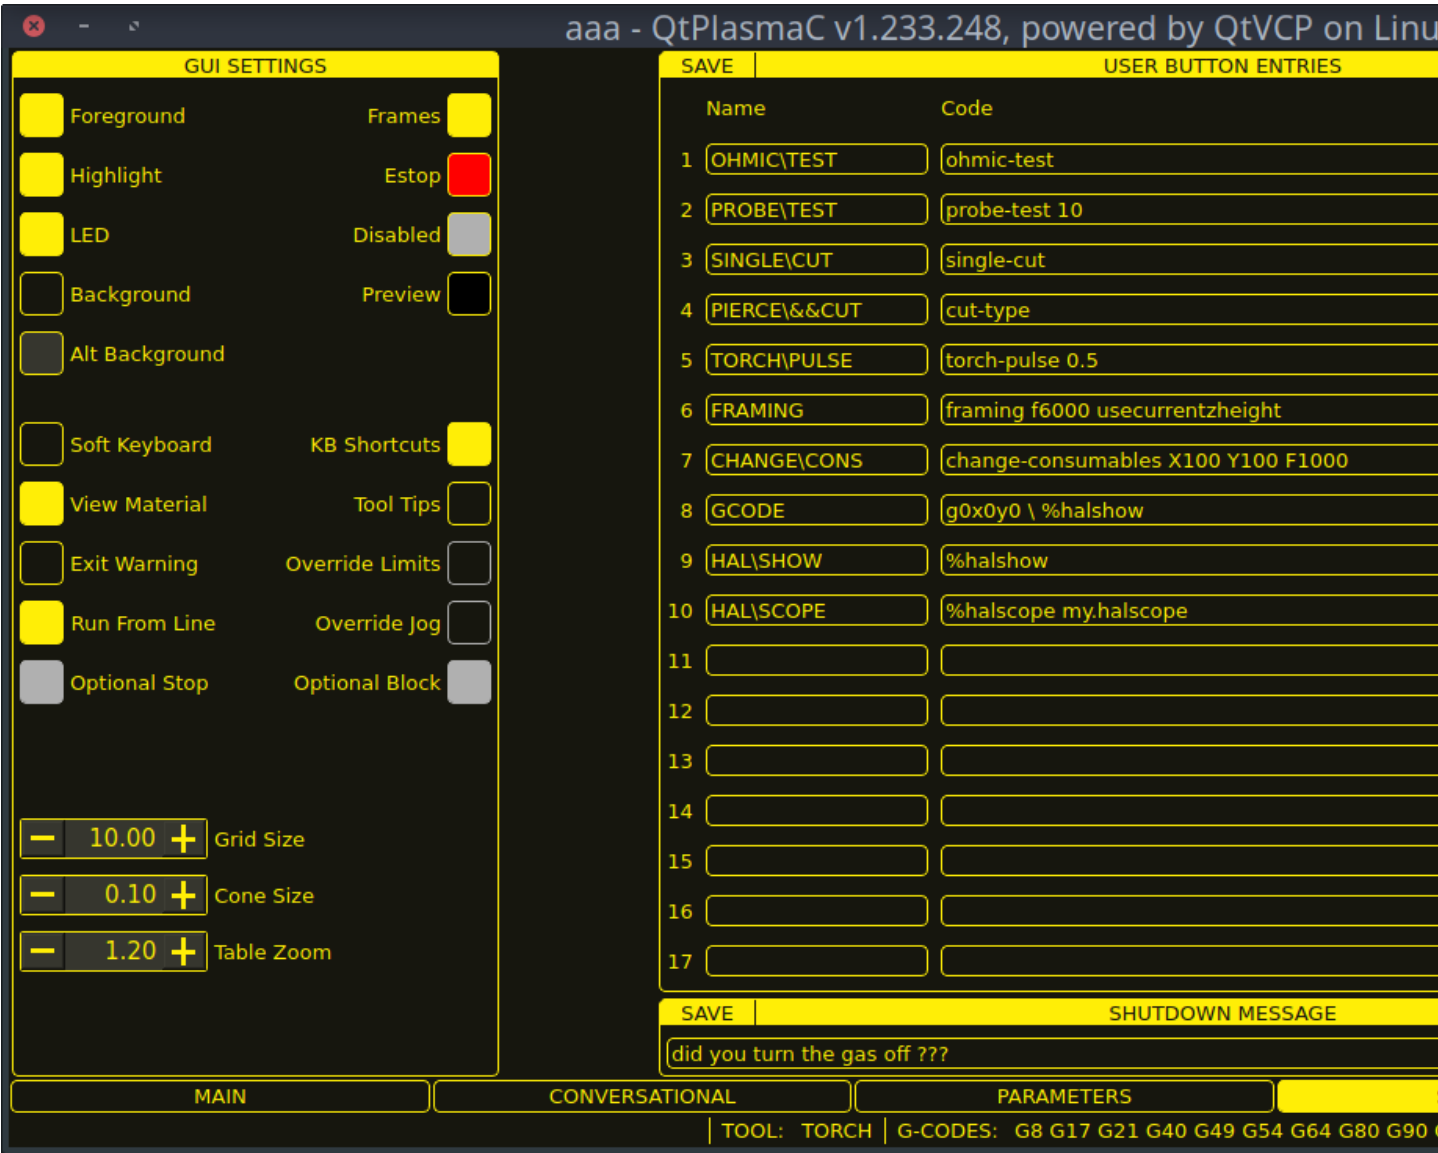 aaa - QtPlasmaC v1.233.248, powered by QtVCP on Linu
GUI SETTINGS
Foreground Frames
Highlight Estop
LED Disabled
Background Preview
Alt Background
Soft Keyboard KB Shortcuts
View Material Tool Tips
Exit Warning Override Limits
Run From Line Override Jog
Optional Stop Optional Block
− 10.00 + Grid Size
− 0.10 + Cone Size
− 1.20 + Table Zoom
SAVE USER BUTTON ENTRIES
Name Code
1 OHMIC\TEST ohmic-test
2 PROBE\TEST probe-test 10
3 SINGLE\CUT single-cut
4 PIERCE\&&CUT cut-type
5 TORCH\PULSE torch-pulse 0.5
6 FRAMING framing f6000 usecurrentzheight
7 CHANGE\CONS change-consumables X100 Y100 F1000
8 GCODE g0x0y0 \ %halshow
9 HAL\SHOW %halshow
10 HAL\SCOPE %halscope my.halscope
11
12
13
14
15
16
17
SAVE SHUTDOWN MESSAGE
did you turn the gas off ???
MAIN CONVERSATIONAL PARAMETERS
TOOL: TORCH G-CODES: G8 G17 G21 G40 G49 G54 G64 G80 G90